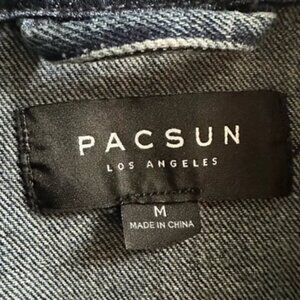 PACSUN
LOS ANGELES
M
MADE IN CHINA